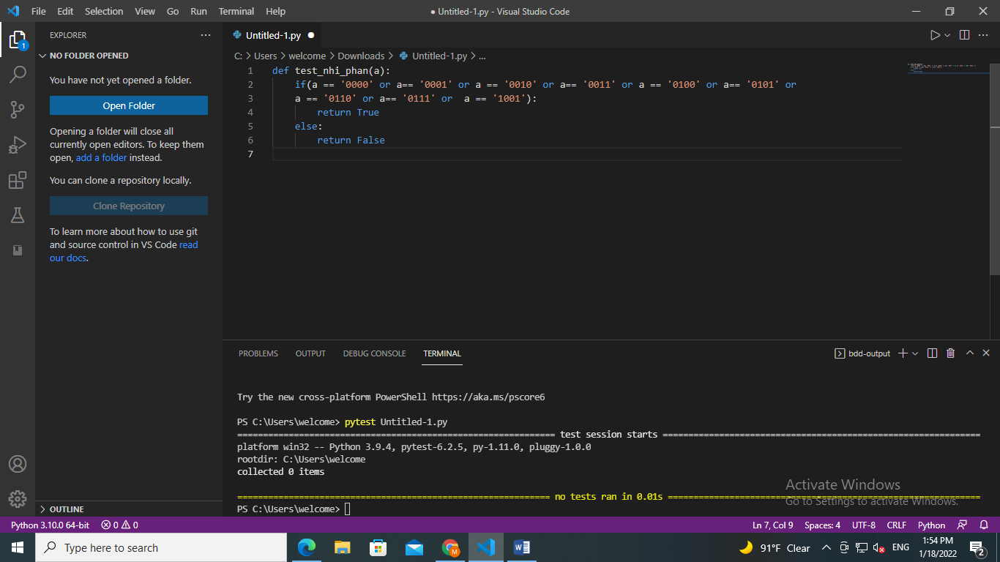 File Edit Selection View Go Run Terminal Help
● Untitled-1.py - Visual Studio Code
EXPLORER
NO FOLDER OPENED
You have not yet opened a folder.
Open Folder
Opening a folder will close all
currently open editors. To keep them
open, add a folder instead.
You can clone a repository locally.
Clone Repository
To learn more about how to use git
and source control in VS Code read
our docs.
OUTLINE
1
Untitled-1.py ●
C: > Users > welcome > Downloads > Untitled-1.py > ...
1 def test_nhi_phan(a):
2     if(a == '0000' or a== '0001' or a == '0010' or a== '0011' or a == '0100' or a== '0101' or
3     a == '0110' or a== '0111' or  a == '1001'):
4         return True
5     else:
6         return False
7
PROBLEMS OUTPUT DEBUG CONSOLE TERMINAL
bdd-output
Try the new cross-platform PowerShell https://aka.ms/pscore6
PS C:\Users\welcome> pytest Untitled-1.py
test session starts
platform win32 -- Python 3.9.4, pytest-6.2.5, py-1.11.0, pluggy-1.0.0
rootdir: C:\Users\welcome
collected 0 items
no tests ran in 0.01s
PS C:\Users\welcome>
Activate Windows
Go to Settings to activate Windows.
Python 3.10.0 64-bit 0 0
Ln 7, Col 9 Spaces: 4 UTF-8 CRLF Python
Type here to search
M
W
91°F Clear
ENG
1:54 PM
1/18/2022
2